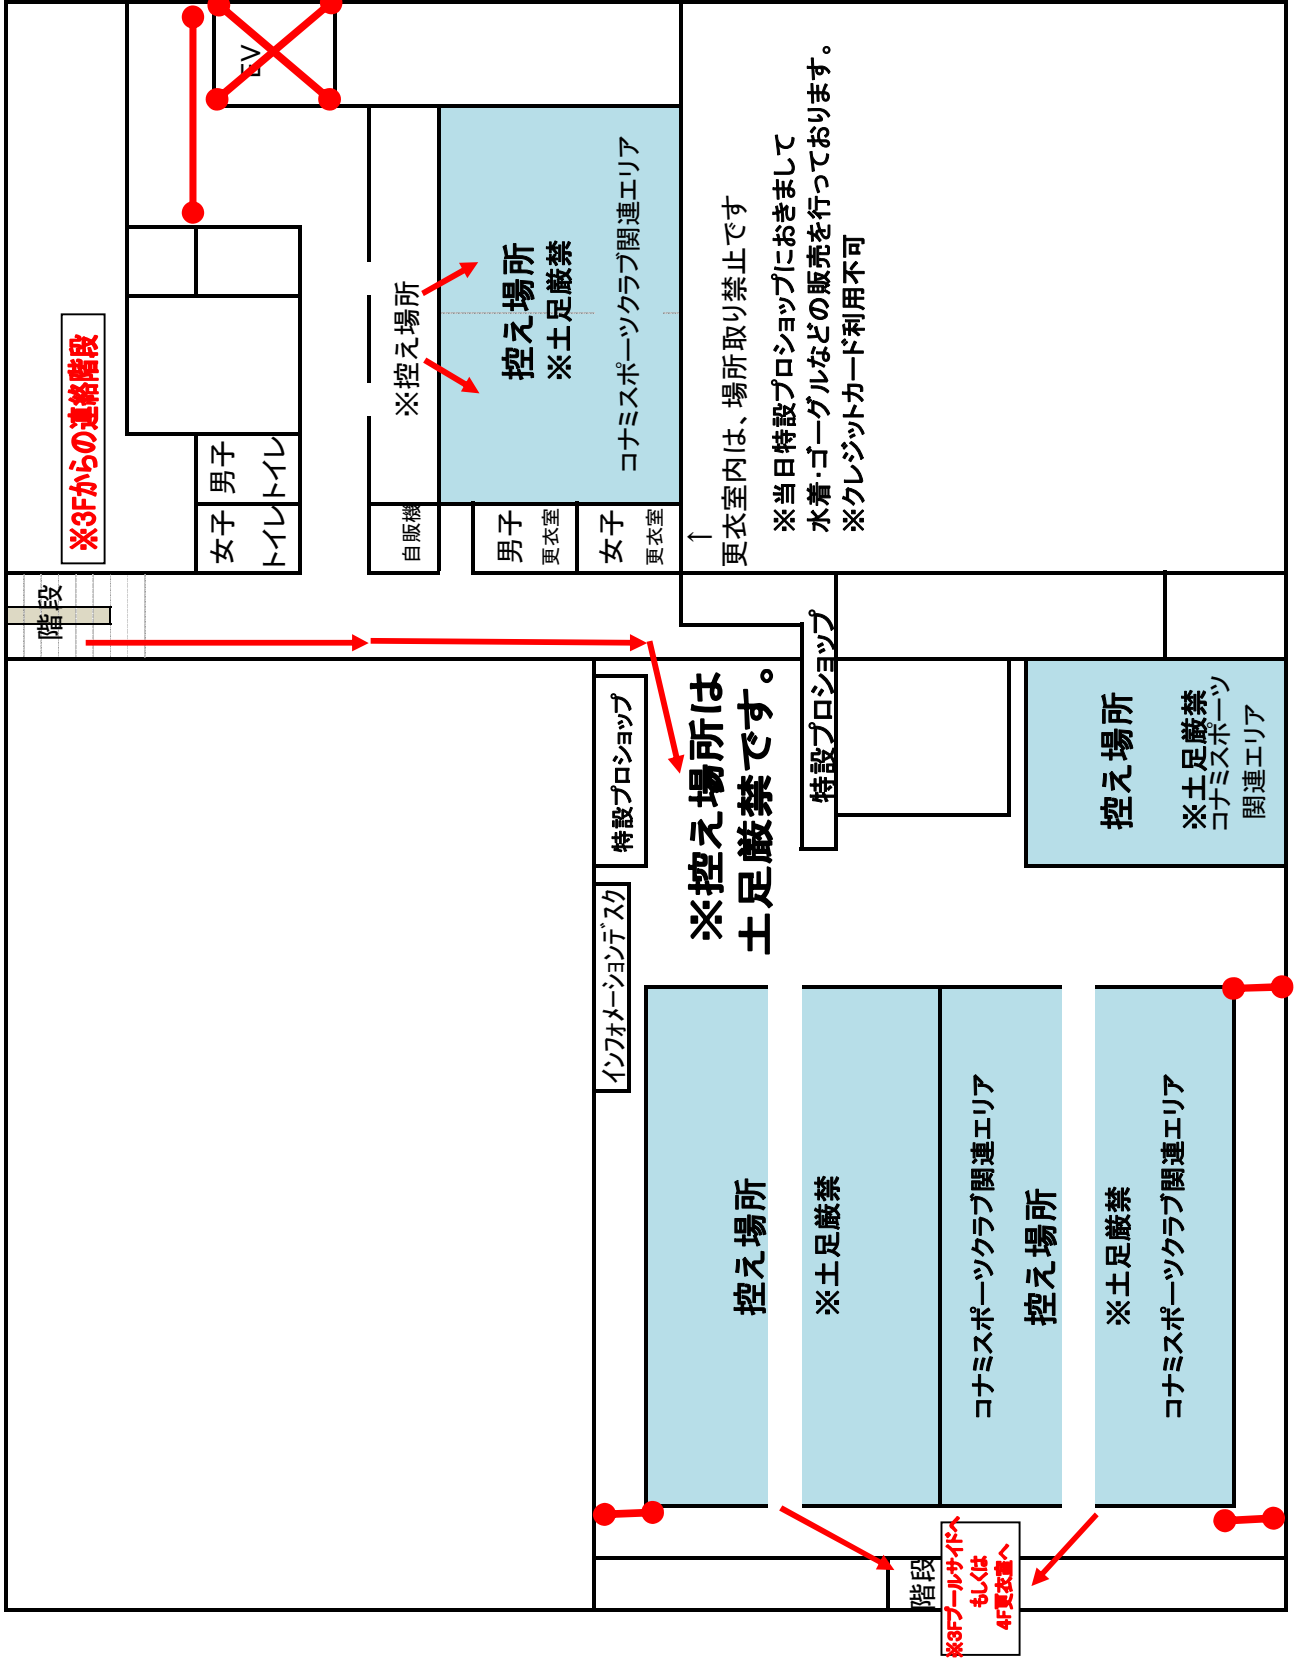 EV
※3Fからの連絡階段
※控え場所
控え場所
※土足厳禁
コナミスポーツクラブ関連エリア
男子
トイレ
女子
トイレ
自販機
男子
更衣室
女子
更衣室
↑
更衣室内は、場所取り禁止です
※当日特設プロショップにおきまして
水着・ゴーグルなどの販売を行っております。
※クレジットカード利用不可
階段
特設プロショップ
※控え場所は
土足厳禁です。
特設プロショップ
控え場所
※土足厳禁
コナミスポーツ
関連エリア
インフォメーションデスク
控え場所
※土足厳禁
コナミスポーツクラブ関連エリア
控え場所
※土足厳禁
コナミスポーツクラブ関連エリア
階段
※3Fプールサイドへ
もしくは
4F更衣室へ